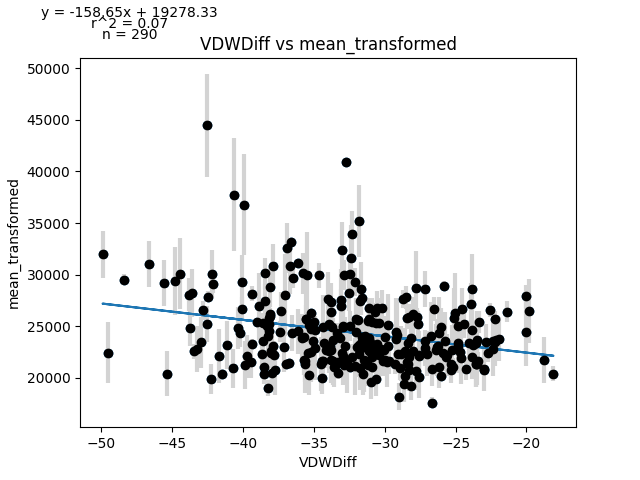 y = -158.65x + 19278.33
r^2 = 0.07
n = 290
VDWDiff vs mean_transformed
50000
45000
40000
35000
30000
25000
20000
mean_transformed
−50 −45 −40 −35 −30 −25 −20
VDWDiff